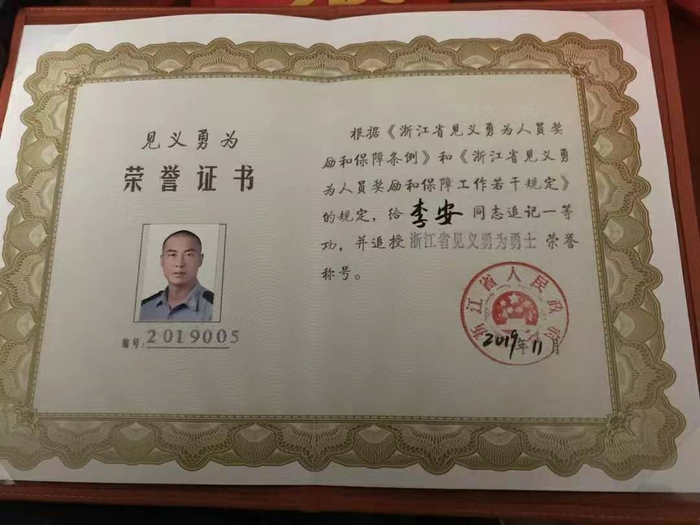 见义勇为
荣誉证书
编号:2019005
根据《浙江省见义勇为人员奖
励和保障条例》和《浙江省见义勇
为人员奖励和保障工作若干规定》
的规定，给李安同志追记一等
功，并追授浙江省见义勇为勇士荣誉
称号。
浙江省人民政府
2019年11月